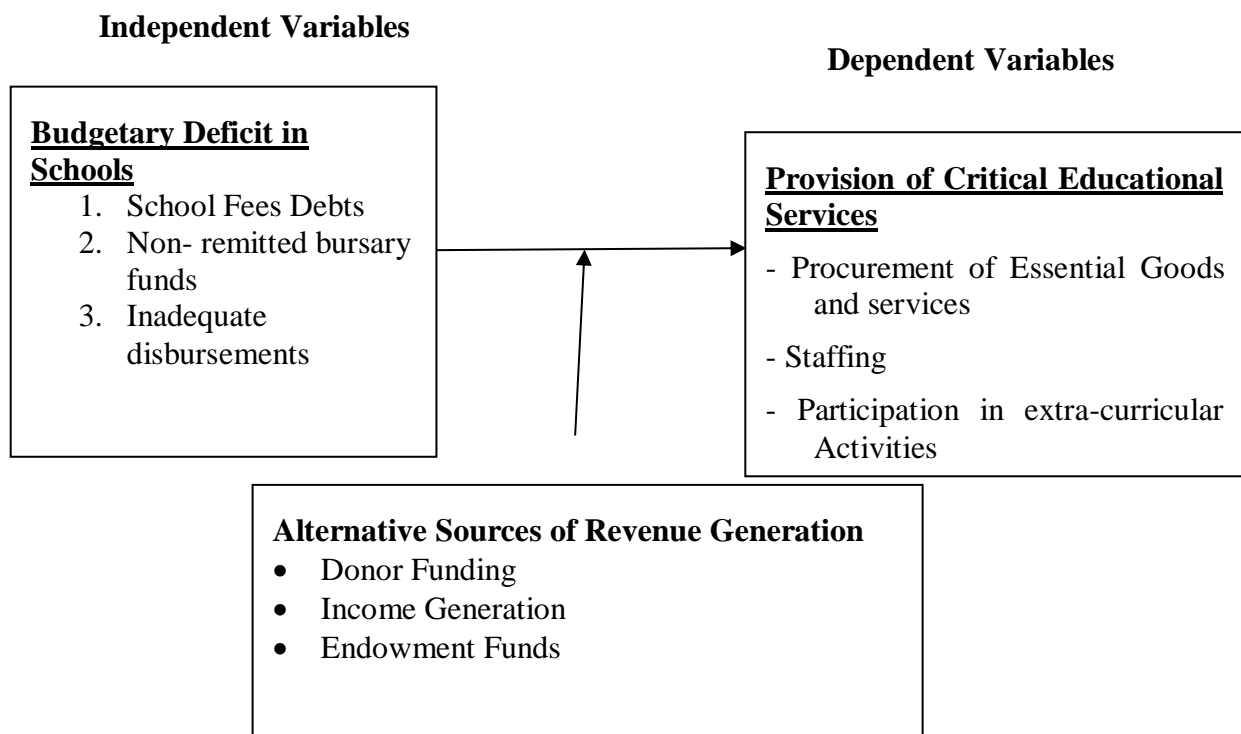 Independent Variables
Dependent Variables
Budgetary Deficit in
Schools
1. School Fees Debts
2. Non- remitted bursary
funds
3. Inadequate
disbursements
Provision of Critical Educational
Services
- Procurement of Essential Goods
and services
- Staffing
- Participation in extra-curricular
Activities
Alternative Sources of Revenue Generation
• Donor Funding
• Income Generation
• Endowment Funds